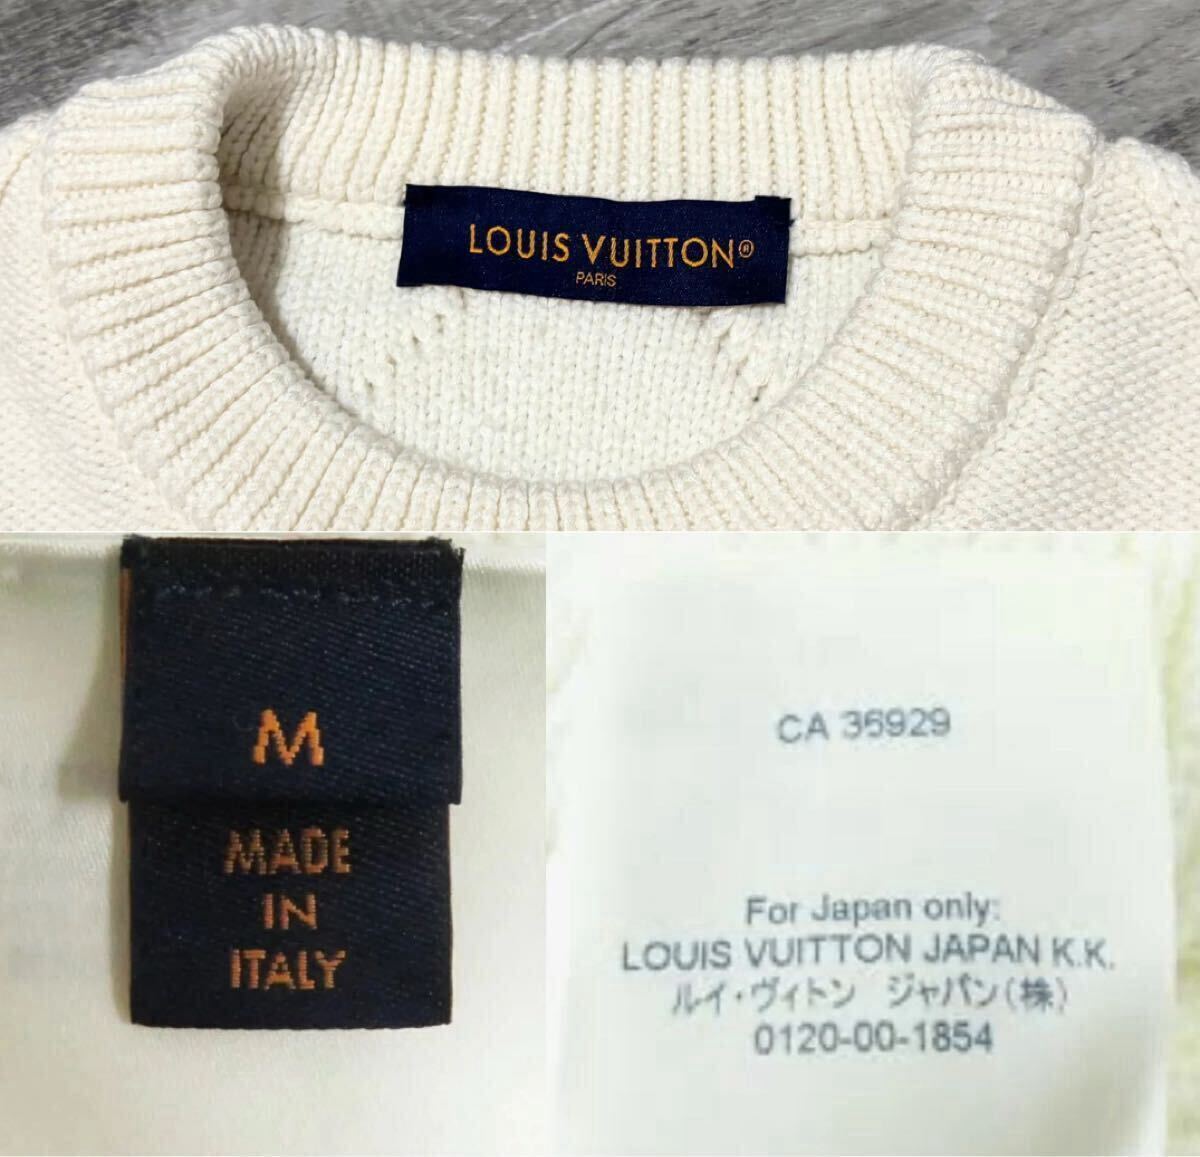 LOUIS VUITTON®
PARIS
M
MADE
IN
ITALY
CA 36929
For Japan only:
LOUIS VUITTON JAPAN K.K.
ルイ・ヴィトン ジャパン(株)
0120-00-1854